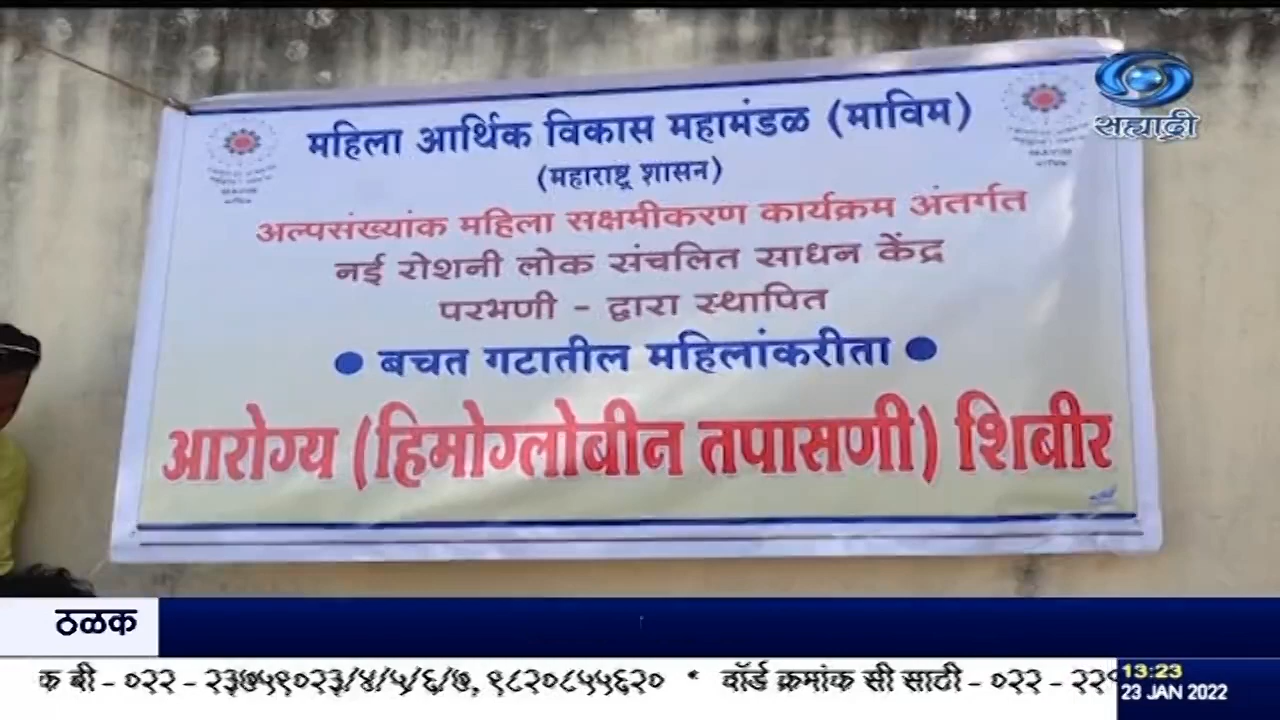 महिला आर्थिक विकास महामंडळ (माविम)
(महाराष्ट्र शासन)
अल्पसंख्यांक महिला सक्षमीकरण कार्यक्रम अंतर्गत
नई रोशनी लोक संचलित साधन केंद्र
परभणी - द्वारा स्थापित
● बचत गटातील महिलांकरीता ●
आरोग्य (हिमोग्लोबीन तपासणी) शिबीर
सह्याद्री
ठळक
क बी - ०२२ - २३७५९०२३/४/५/६/७, ९८२०८५५६२० * वॉर्ड क्रमांक सी साठी - ०२२ - २२
13:23
23 JAN 2022